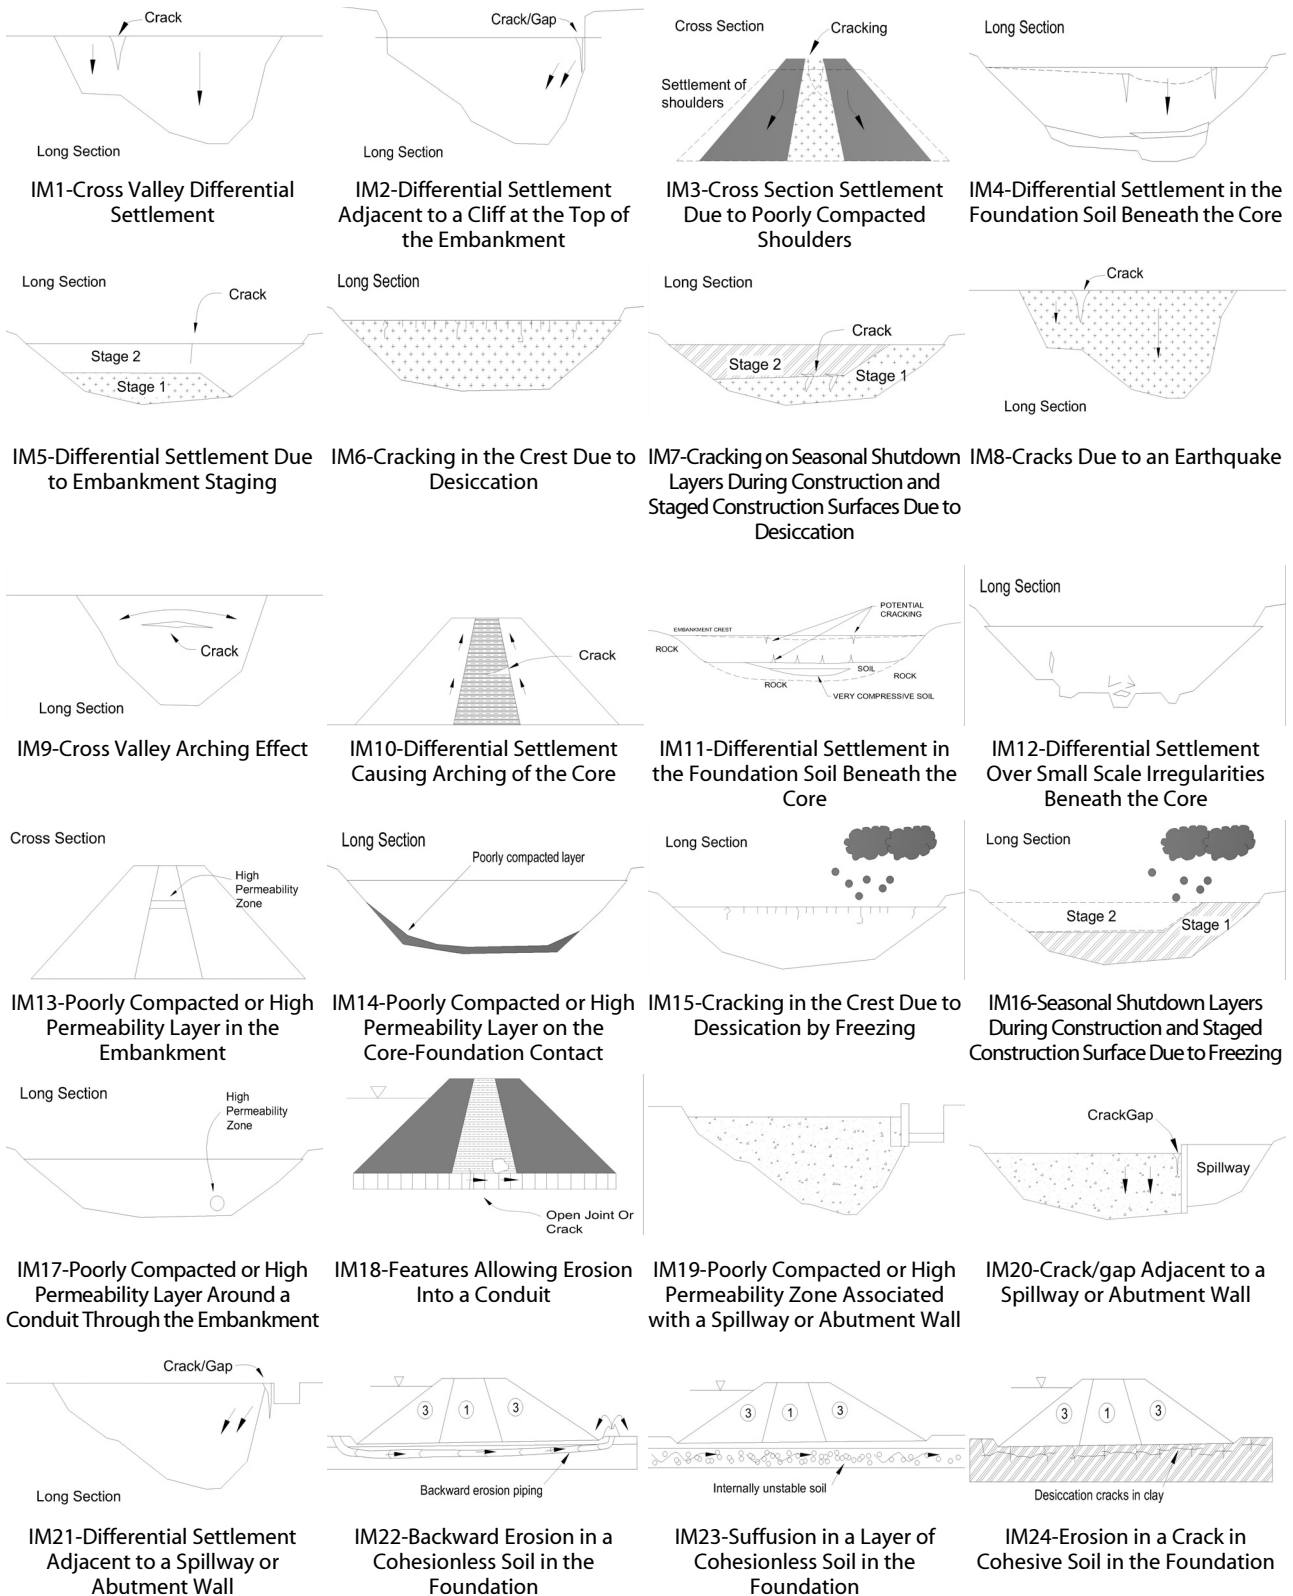 Crack
Long Section
IM1-Cross Valley Differential
Settlement
Crack/Gap
Long Section
IM2-Differential Settlement
Adjacent to a Cliff at the Top of
the Embankment
Cross Section
Cracking
Settlement of
shoulders
IM3-Cross Section Settlement
Due to Poorly Compacted
Shoulders
Long Section
IM4-Differential Settlement in the
Foundation Soil Beneath the Core
Long Section
Crack
Stage 2
Stage 1
IM5-Differential Settlement Due
to Embankment Staging
Long Section
IM6-Cracking in the Crest Due to
Desiccation
Long Section
Crack
Stage 2
Stage 1
IM7-Cracking on Seasonal Shutdown
Layers During Construction and
Staged Construction Surfaces Due to
Desiccation
Crack
Long Section
IM8-Cracks Due to an Earthquake
Crack
Long Section
IM9-Cross Valley Arching Effect
Crack
IM10-Differential Settlement
Causing Arching of the Core
POTENTIAL
CRACKING
EMBANKMENT CREST
ROCK
SOIL
ROCK
ROCK
VERY COMPRESSIVE SOIL
IM11-Differential Settlement in
the Foundation Soil Beneath the
Core
Long Section
IM12-Differential Settlement
Over Small Scale Irregularities
Beneath the Core
Cross Section
High
Permeability
Zone
IM13-Poorly Compacted or High
Permeability Layer in the
Embankment
Long Section
Poorly compacted layer
IM14-Poorly Compacted or High
Permeability Layer on the
Core-Foundation Contact
Long Section
IM15-Cracking in the Crest Due to
Dessication by Freezing
Long Section
Stage 2
Stage 1
IM16-Seasonal Shutdown Layers
During Construction and Staged
Construction Surface Due to Freezing
Long Section
High
Permeability
Zone
IM17-Poorly Compacted or High
Permeability Layer Around a
Conduit Through the Embankment
Open Joint Or
Crack
IM18-Features Allowing Erosion
Into a Conduit
IM19-Poorly Compacted or High
Permeability Zone Associated
with a Spillway or Abutment Wall
CrackGap
Spillway
IM20-Crack/gap Adjacent to a
Spillway or Abutment Wall
Crack/Gap
Long Section
IM21-Differential Settlement
Adjacent to a Spillway or
Abutment Wall
3 1 3
Backward erosion piping
IM22-Backward Erosion in a
Cohesionless Soil in the
Foundation
3 1 3
Internally unstable soil
IM23-Suffusion in a Layer of
Cohesionless Soil in the
Foundation
3 1 3
Desiccation cracks in clay
IM24-Erosion in a Crack in
Cohesive Soil in the Foundation